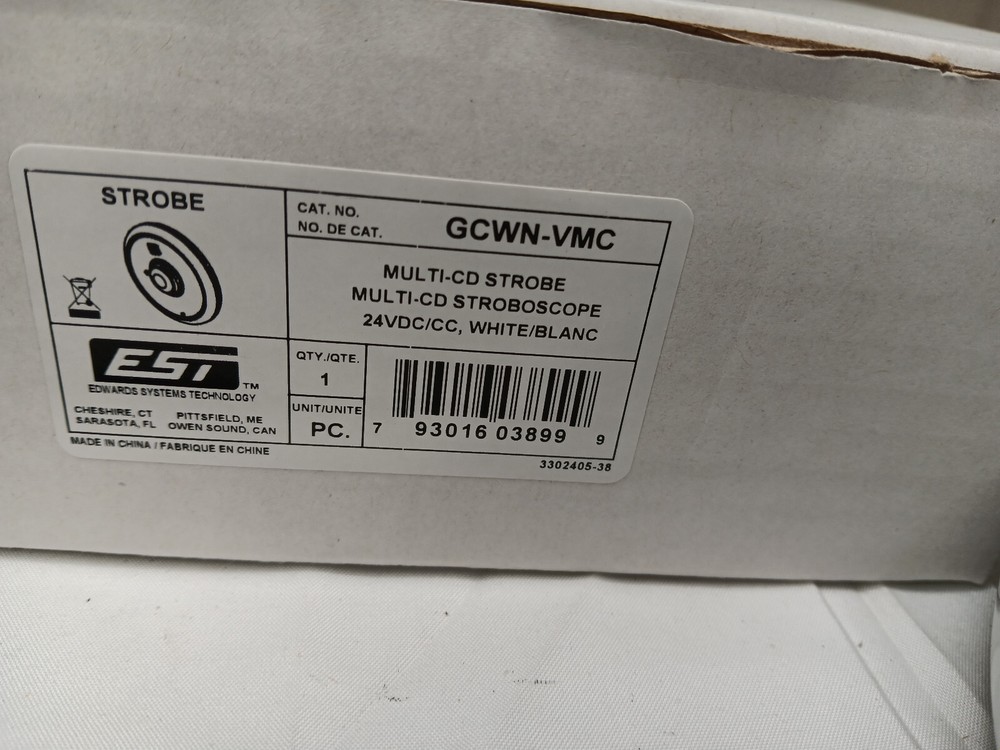 STROBE
CAT. NO.
NO. DE CAT.
GCWN-VMC
MULTI-CD STROBE
MULTI-CD STROBOSCOPE
24VDC/CC, WHITE/BLANC
EST TM
EDWARDS SYSTEMS TECHNOLOGY
CHESHIRE, CT PITTSFIELD, ME
SARASOTA, FL OWEN SOUND, CAN
QTY./QTE.
1
UNIT/UNITE
PC.
7 93016 03899 9
MADE IN CHINA / FABRIQUE EN CHINE
3302405-38